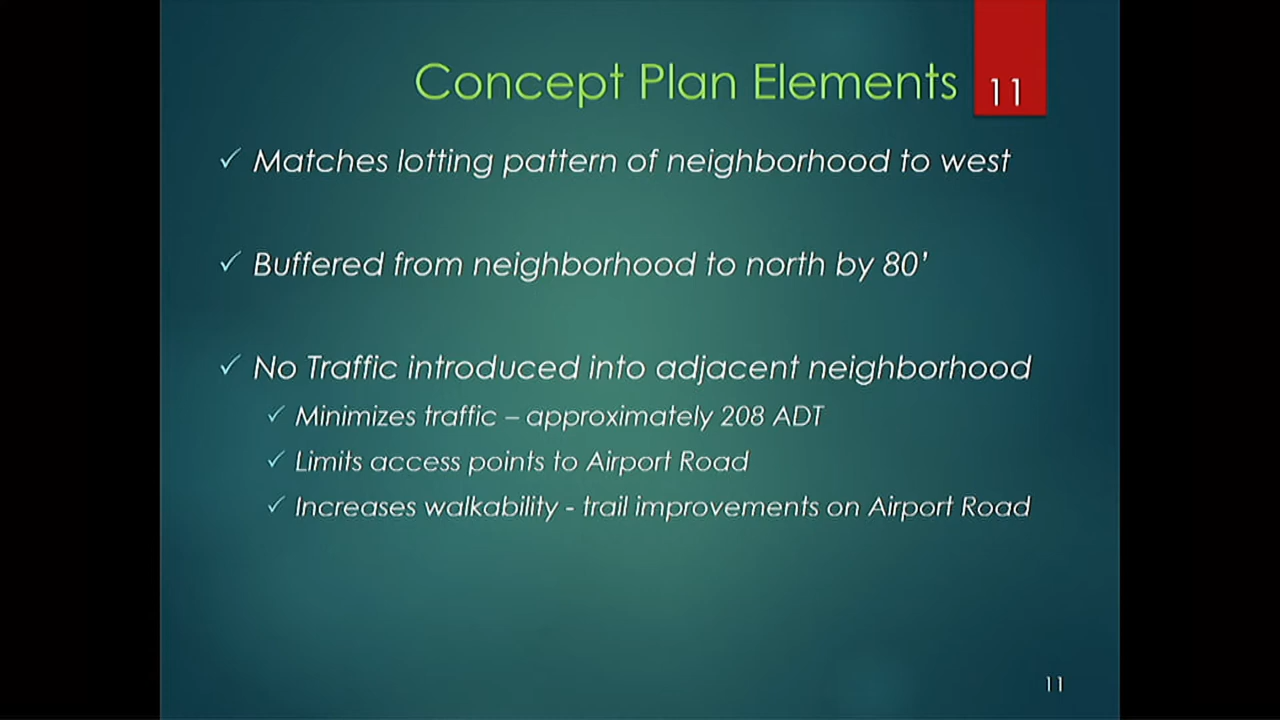 Concept Plan Elements
11
✓ Matches lotting pattern of neighborhood to west
✓ Buffered from neighborhood to north by 80’
✓ No Traffic introduced into adjacent neighborhood
✓ Minimizes traffic – approximately 208 ADT
✓ Limits access points to Airport Road
✓ Increases walkability - trail improvements on Airport Road
11